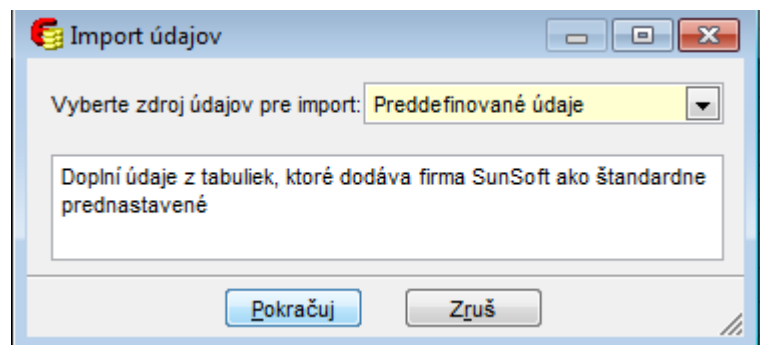 Import údajov
Vyberte zdroj údajov pre import: Preddefinované údaje
Doplní údaje z tabuliek, ktoré dodáva firma SunSoft ako štandardne
prednastavené
Pokračuj Zruš